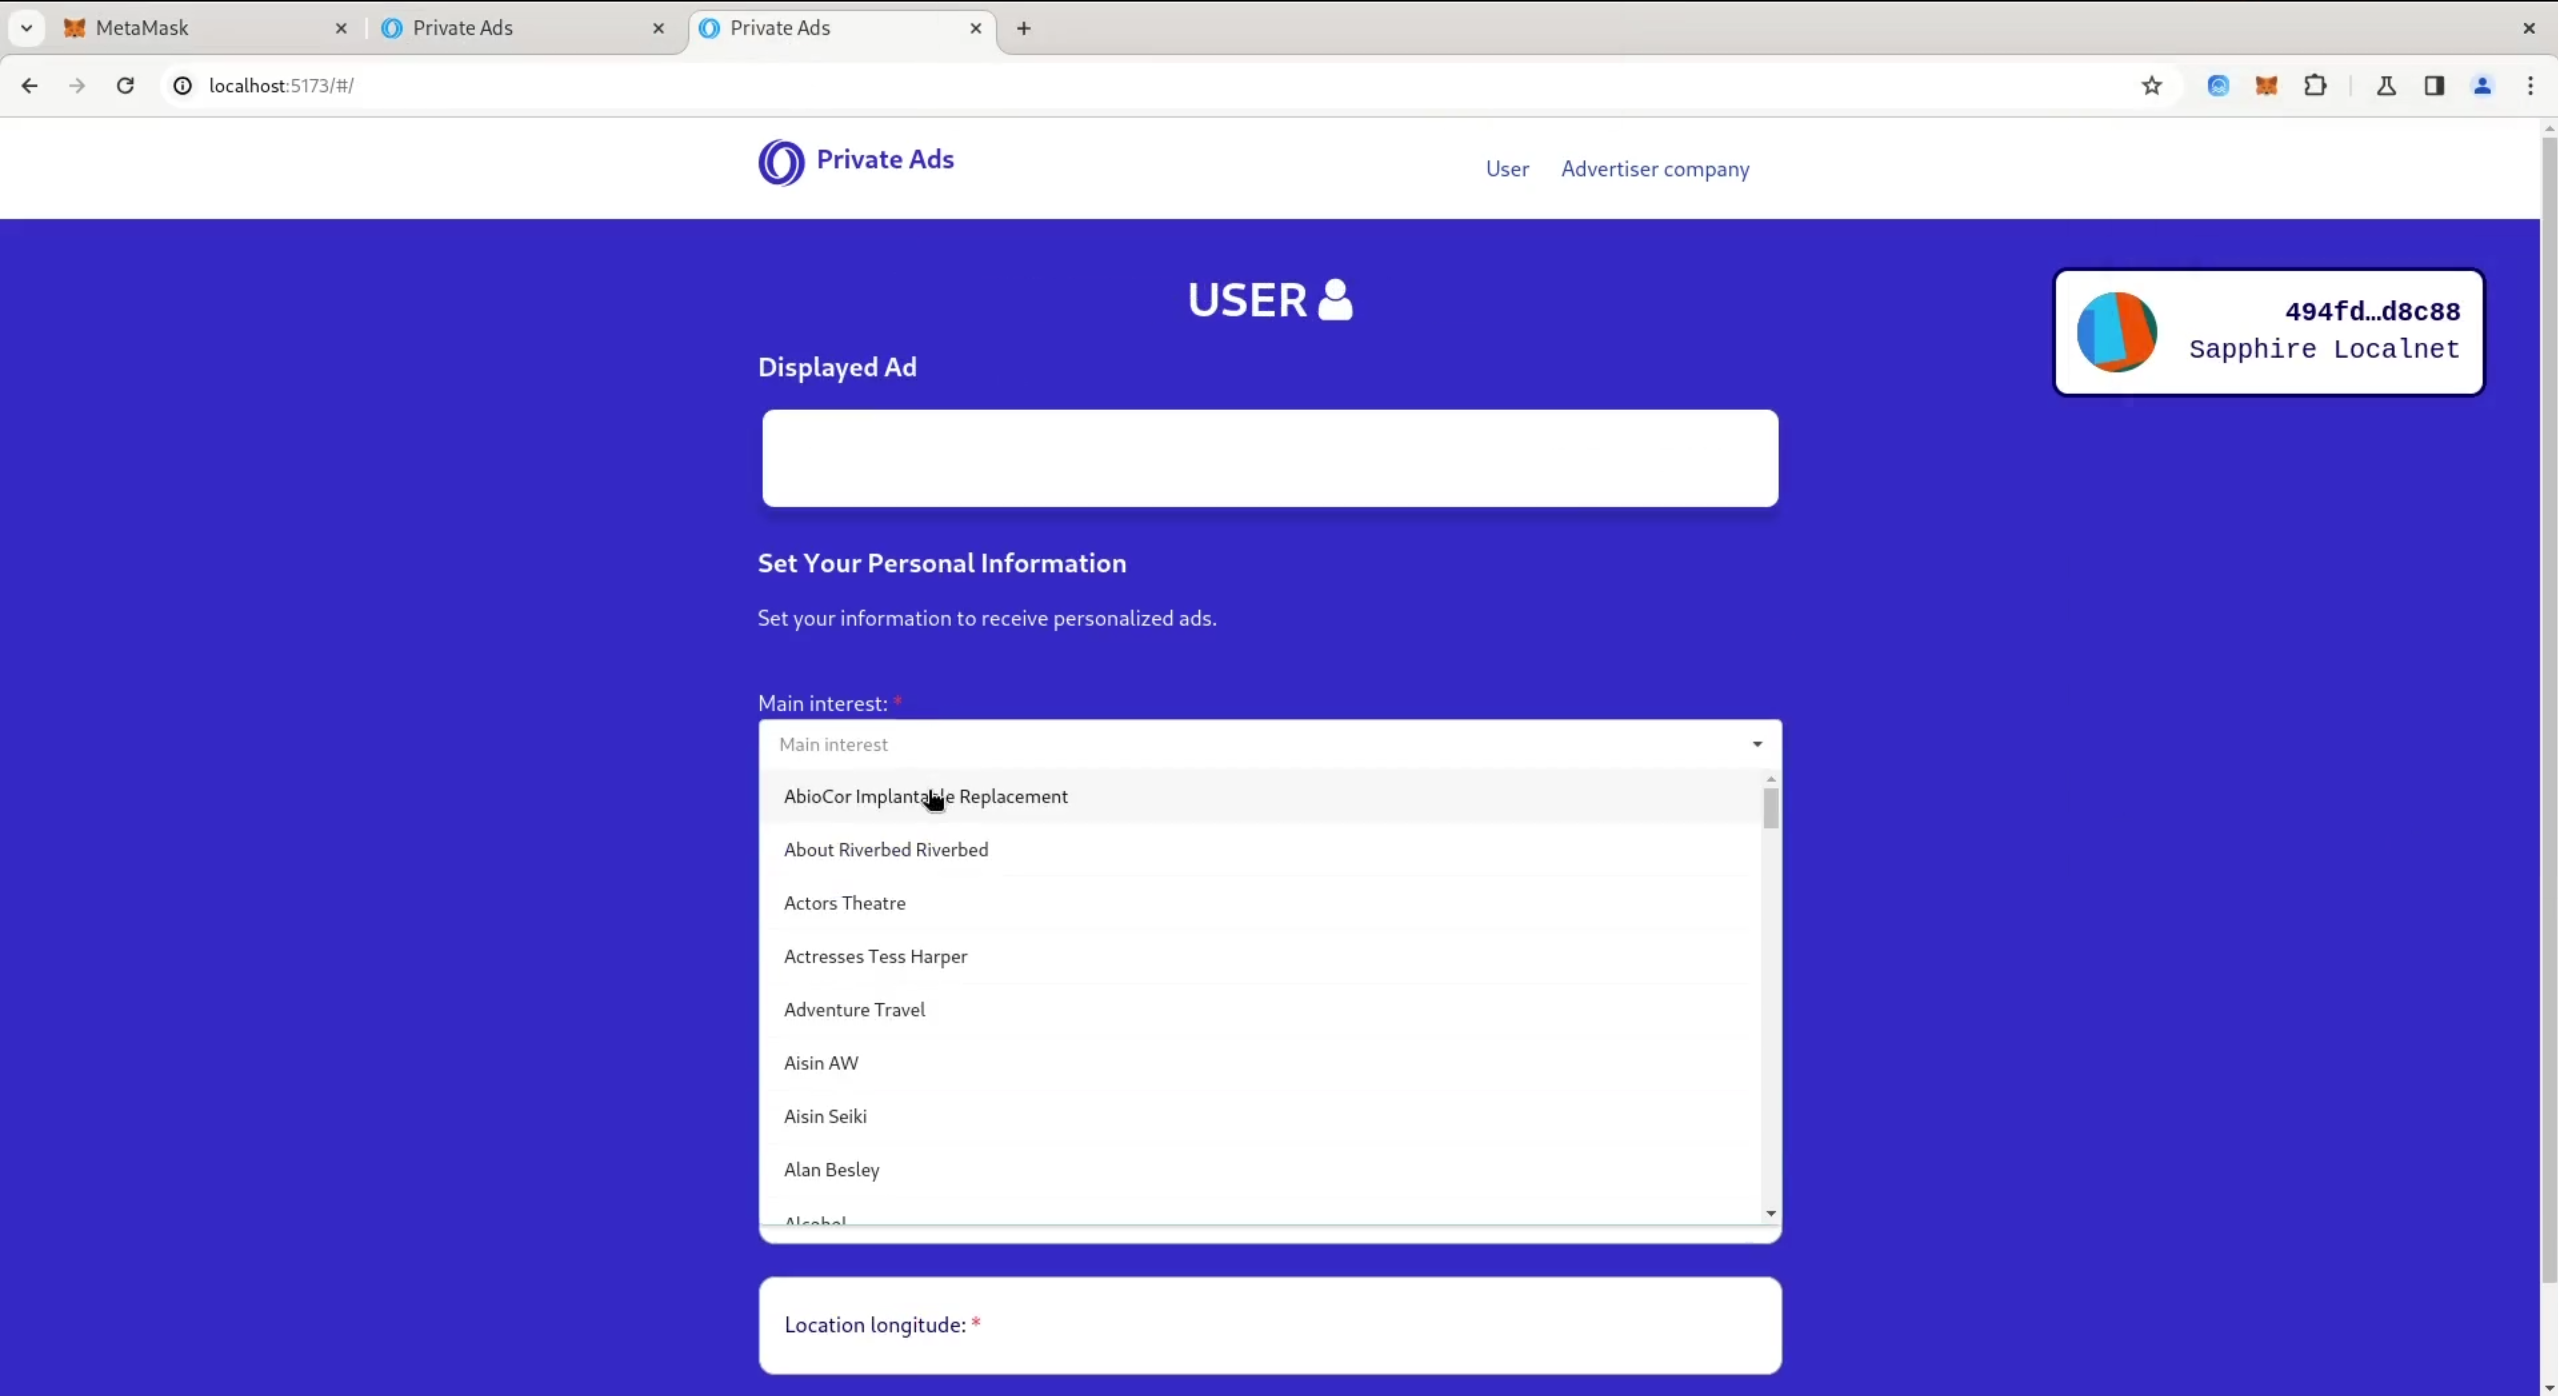 MetaMask
Private Ads
Private Ads
localhost:5173/#/
Private Ads
User
Advertiser company
USER
494fd…d8c88
Sapphire Localnet
Displayed Ad
Set Your Personal Information
Set your information to receive personalized ads.
Main interest: *
Main interest
AbioCor Implantable Replacement
About Riverbed Riverbed
Actors Theatre
Actresses Tess Harper
Adventure Travel
Aisin AW
Aisin Seiki
Alan Besley
Alcohol
Location longitude: *